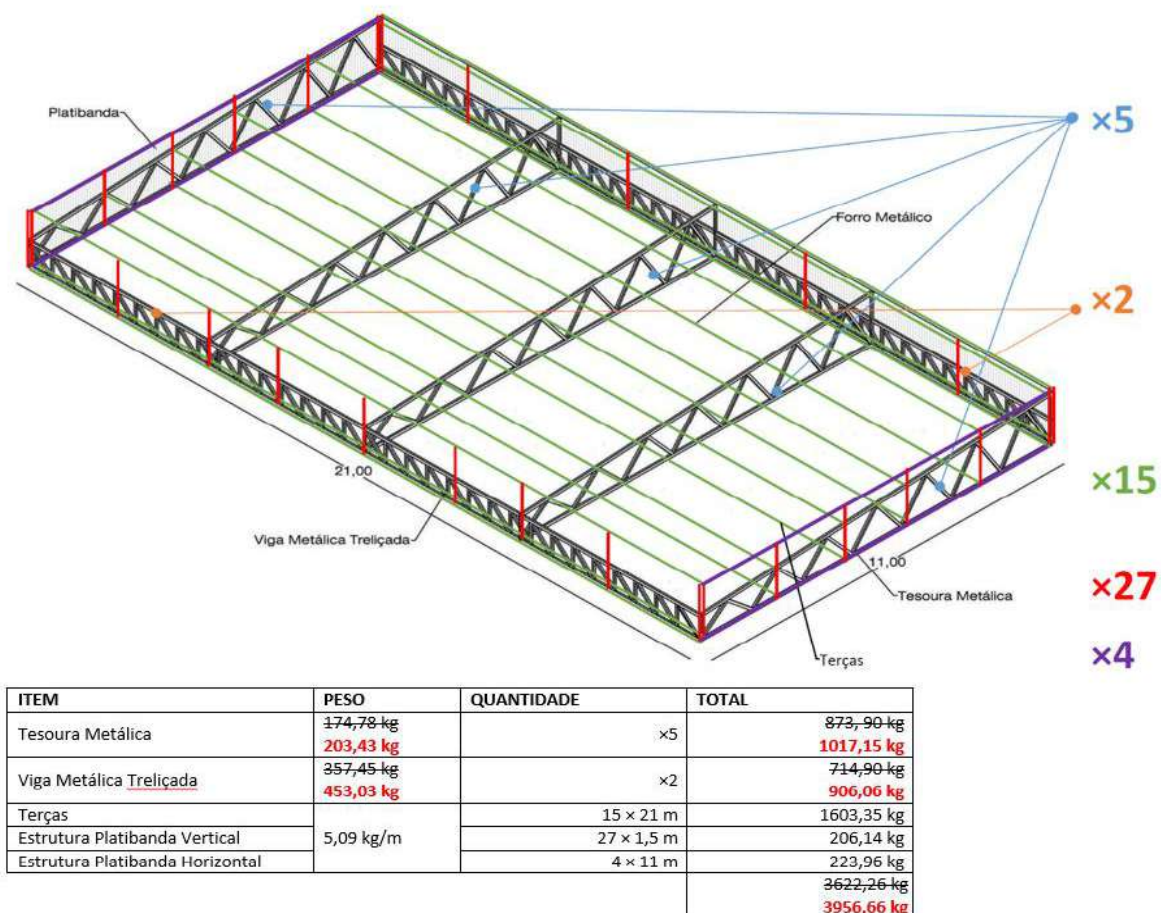 Platibanda
×5
Forro Metálico
×2
21,00
×15
Viga Metálica Treliçada
11,00
×27
Tesoura Metálica
Terças
×4
ITEM PESO QUANTIDADE TOTAL
Tesoura Metálica 174,78 kg ×5 873, 90 kg
203,43 kg 1017,15 kg
Viga Metálica Treliçada 357,45 kg ×2 714,90 kg
453,03 kg 906,06 kg
Terças 15 × 21 m 1603,35 kg
Estrutura Platibanda Vertical 5,09 kg/m 27 × 1,5 m 206,14 kg
Estrutura Platibanda Horizontal 4 × 11 m 223,96 kg
3622,26 kg
3956,66 kg